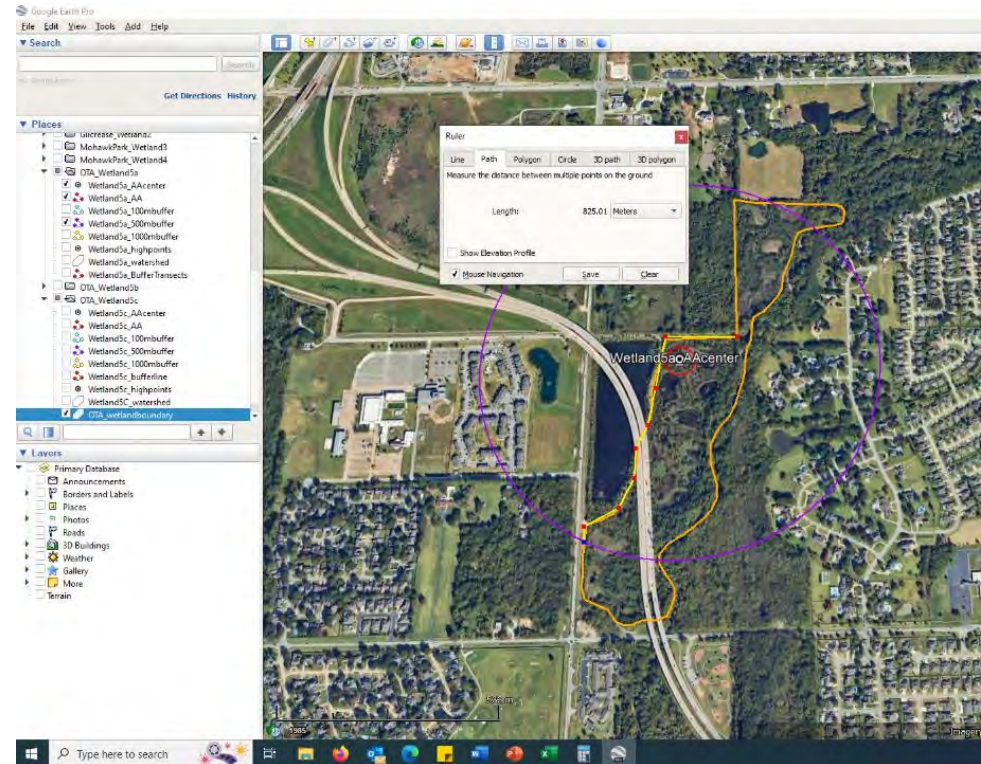 Google Earth Pro
File Edit View Tools Add Help
▼ Search
Search
Get Directions History
▼ Places
Gilcrease_Wetland2
MohawkPark_Wetland3
MohawkPark_Wetland4
OTA_Wetland5a
Wetland5a_AAcenter
Wetland5a_AA
Wetland5a_100mbuffer
Wetland5a_500mbuffer
Wetland5a_1000mbuffer
Wetland5a_highpoints
Wetland5a_watershed
Wetland5a_BufferTransects
OTA_Wetland5b
OTA_Wetland5c
Wetland5c_AAcenter
Wetland5c_AA
Wetland5c_100mbuffer
Wetland5c_500mbuffer
Wetland5c_1000mbuffer
Wetland5c_bufferline
Wetland5c_highpoints
Wetland5C_watershed
OTA_wetlandboundary
▼ Layers
Primary Database
Announcements
Borders and Labels
Places
Photos
Roads
3D Buildings
Weather
Gallery
More
Terrain
Ruler
Line Path Polygon Circle 3D path 3D polygon
Measure the distance between multiple points on the ground
Length: 825.01 Meters
Show Elevation Profile
Mouse Navigation Save Clear
Wetland5a AAcenter
1985
Type here to search